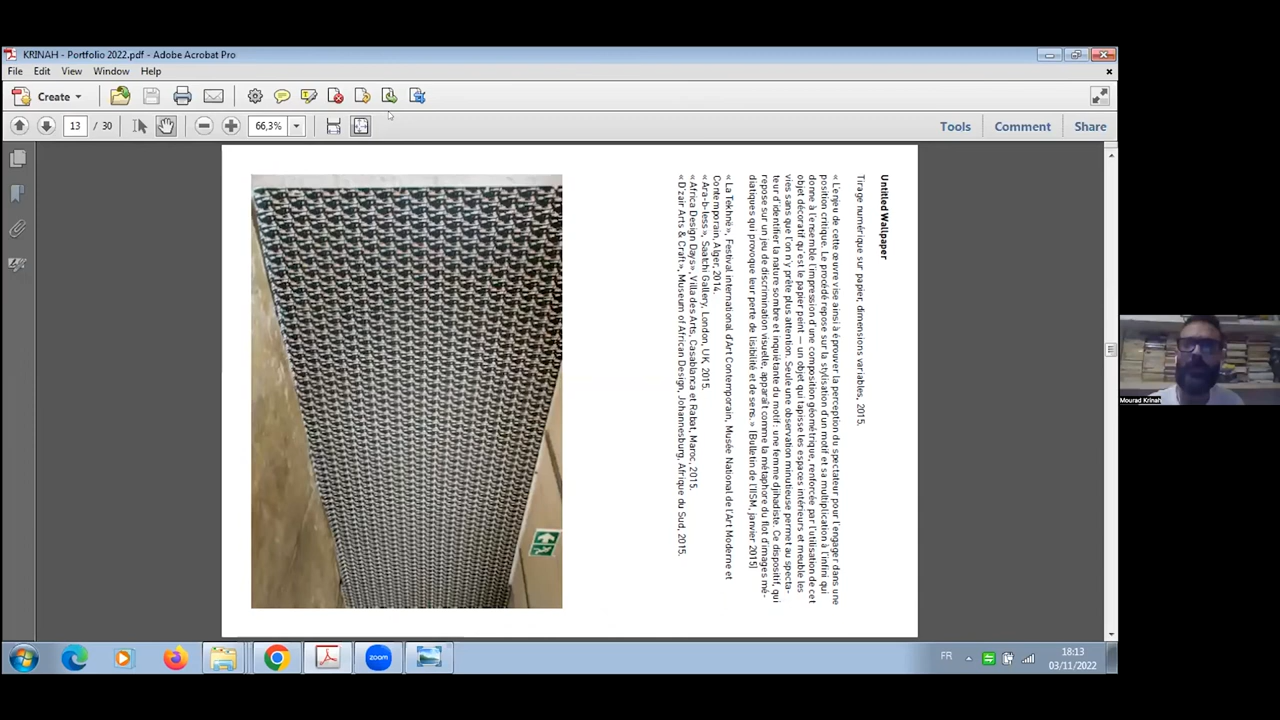 KRINAH - Portfolio 2022.pdf - Adobe Acrobat Pro
File Edit View Window Help
Create
13 / 30
66,3%
Tools Comment Share
Untitled Wallpaper
Tirage numérique sur papier, dimensions variables, 2015.
« L'enjeu de cette œuvre vise ainsi à éprouver la perception du spectateur pour l'engager dans une
position critique. Le procédé repose sur la stylisation d'un motif et sa multiplication à l'infini qui
donne à l'ensemble l'impression d'une composition géométrique, renforcée par l'utilisation de cet
objet décoratif qu'est le papier peint — un objet qui tapisse les espaces intérieurs et meuble les
vies sans que l'on n'y prête plus attention. Seule une observation minutieuse permet au specta-
teur d'identifier la nature sombre et inquiétante du motif : une femme djihadiste. Ce dispositif, qui
repose sur un jeu de discrimination visuelle, apparaît comme la métaphore du flot d'images mé-
diatiques qui provoque leur perte de lisibilité et de sens. » [Bulletin de l'IISM, janvier 2015]
« La Tekhnè », Festival international d'Art Contemporain, Musée National de l'Art Moderne et
Contemporain, Alger, 2014.
« Ara-b-less », Saatchi Gallery, London, UK, 2015.
« Africa Design Days », Villa des Arts, Casablanca et Rabat, Maroc, 2015.
« D'zair Arts & Craft », Museum of African Design, Johannesburg, Afrique du Sud, 2015.
Mourad Krinah
zoom
FR
18:13
03/11/2022